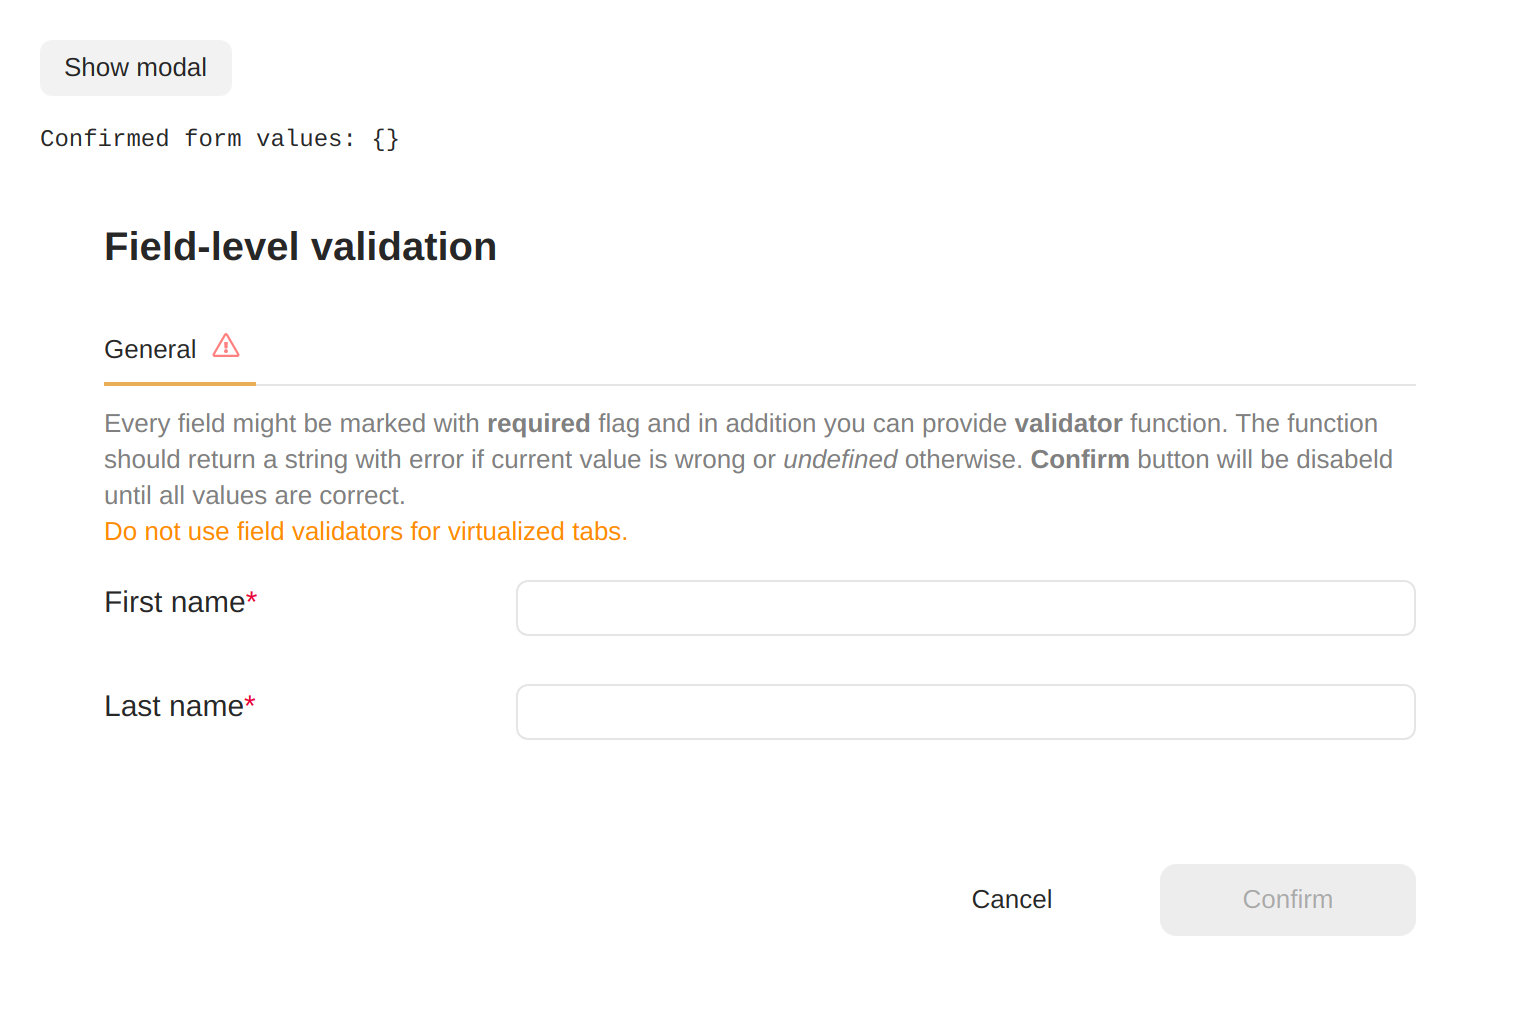 Show modal
Confirmed form values: {}
Field-level validation
General
Every field might be marked with required flag and in addition you can provide validator function. The function
should return a string with error if current value is wrong or undefined otherwise. Confirm button will be disabeld
until all values are correct.
Do not use field validators for virtualized tabs.
First name*
Last name*
Cancel
Confirm